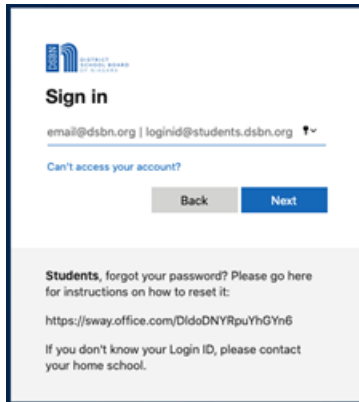 DSBN
DISTRICT
SCHOOL BOARD
OF NIAGARA
Sign in
email@dsbn.org | loginid@students.dsbn.org
Can't access your account?
Back
Next
Students, forgot your password? Please go here
for instructions on how to reset it:
https://sway.office.com/DldoDNYRpuYhGYn6
If you don't know your Login ID, please contact
your home school.